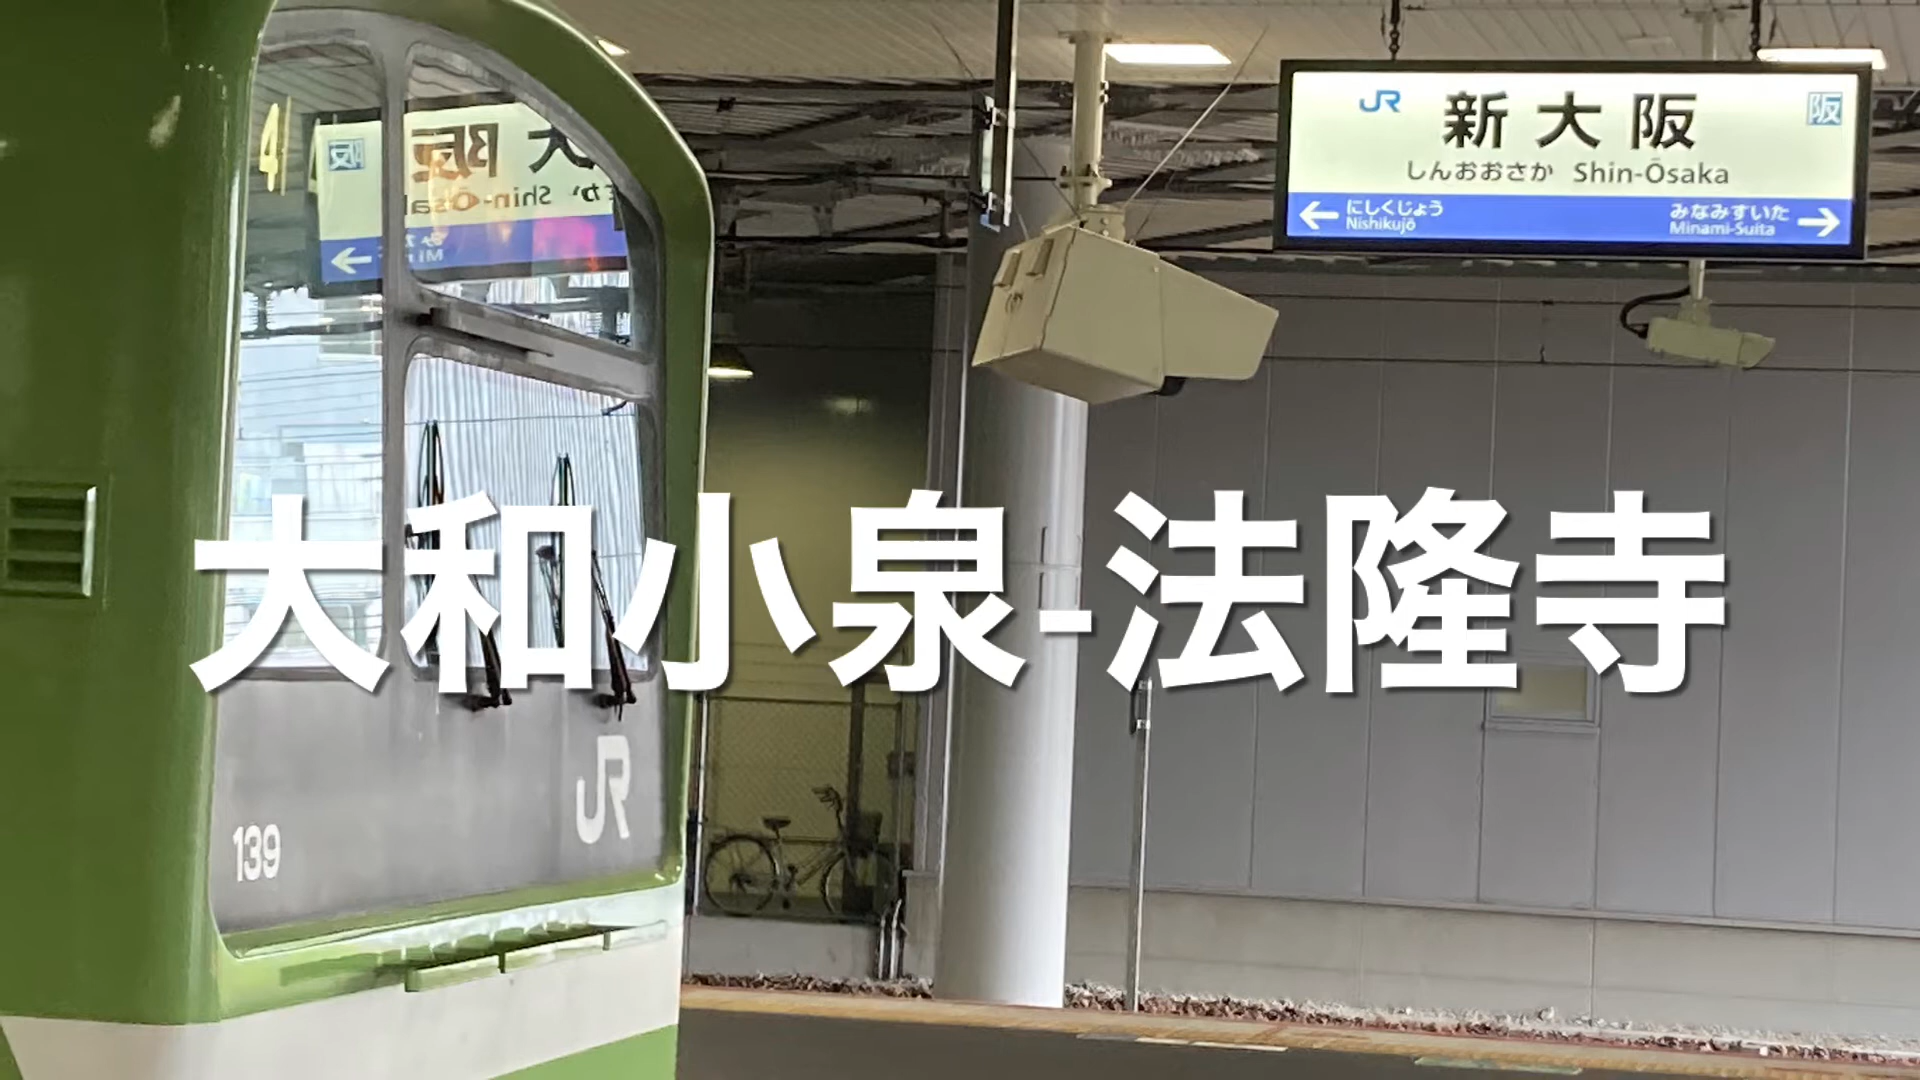 JR 新大阪 阪
しんおおさか Shin-Ōsaka
← にしくじょう みなみすいた →
Nishikujō Minami-Suita
4
大和小泉-法隆寺
JR
139